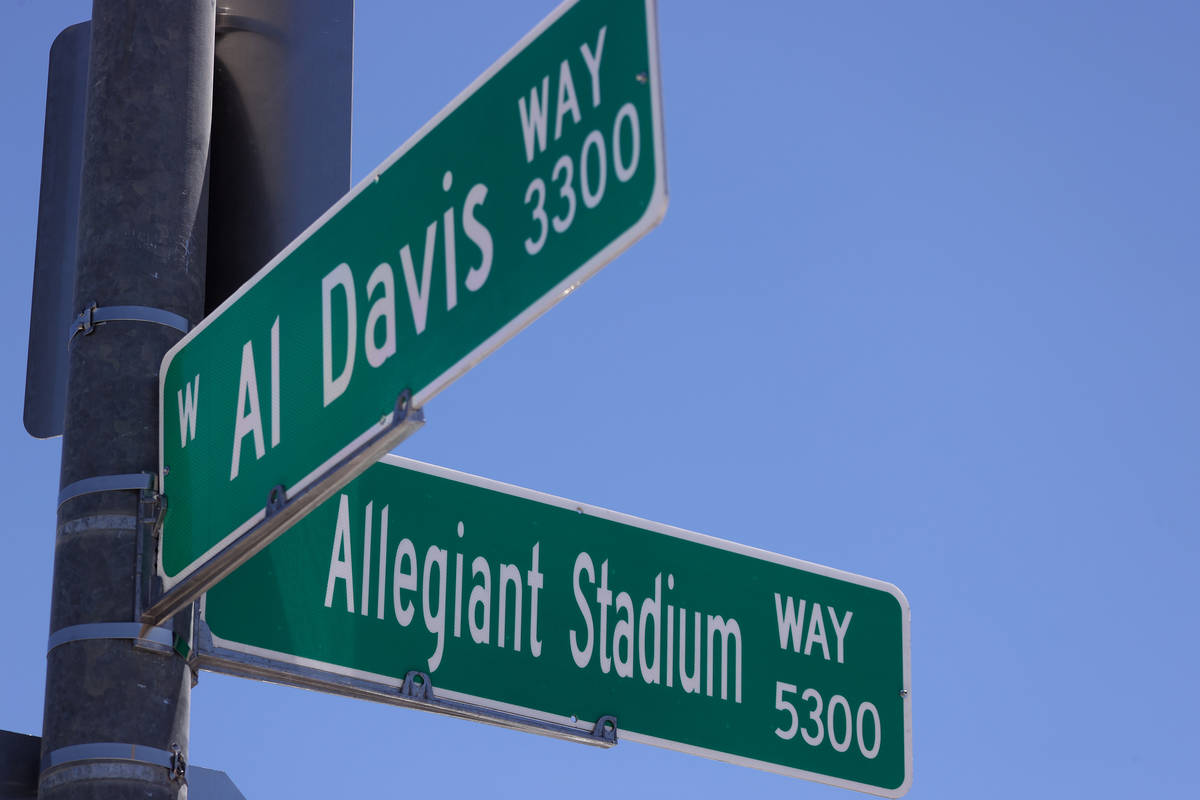 W Al Davis WAY
3300
Allegiant Stadium WAY
5300